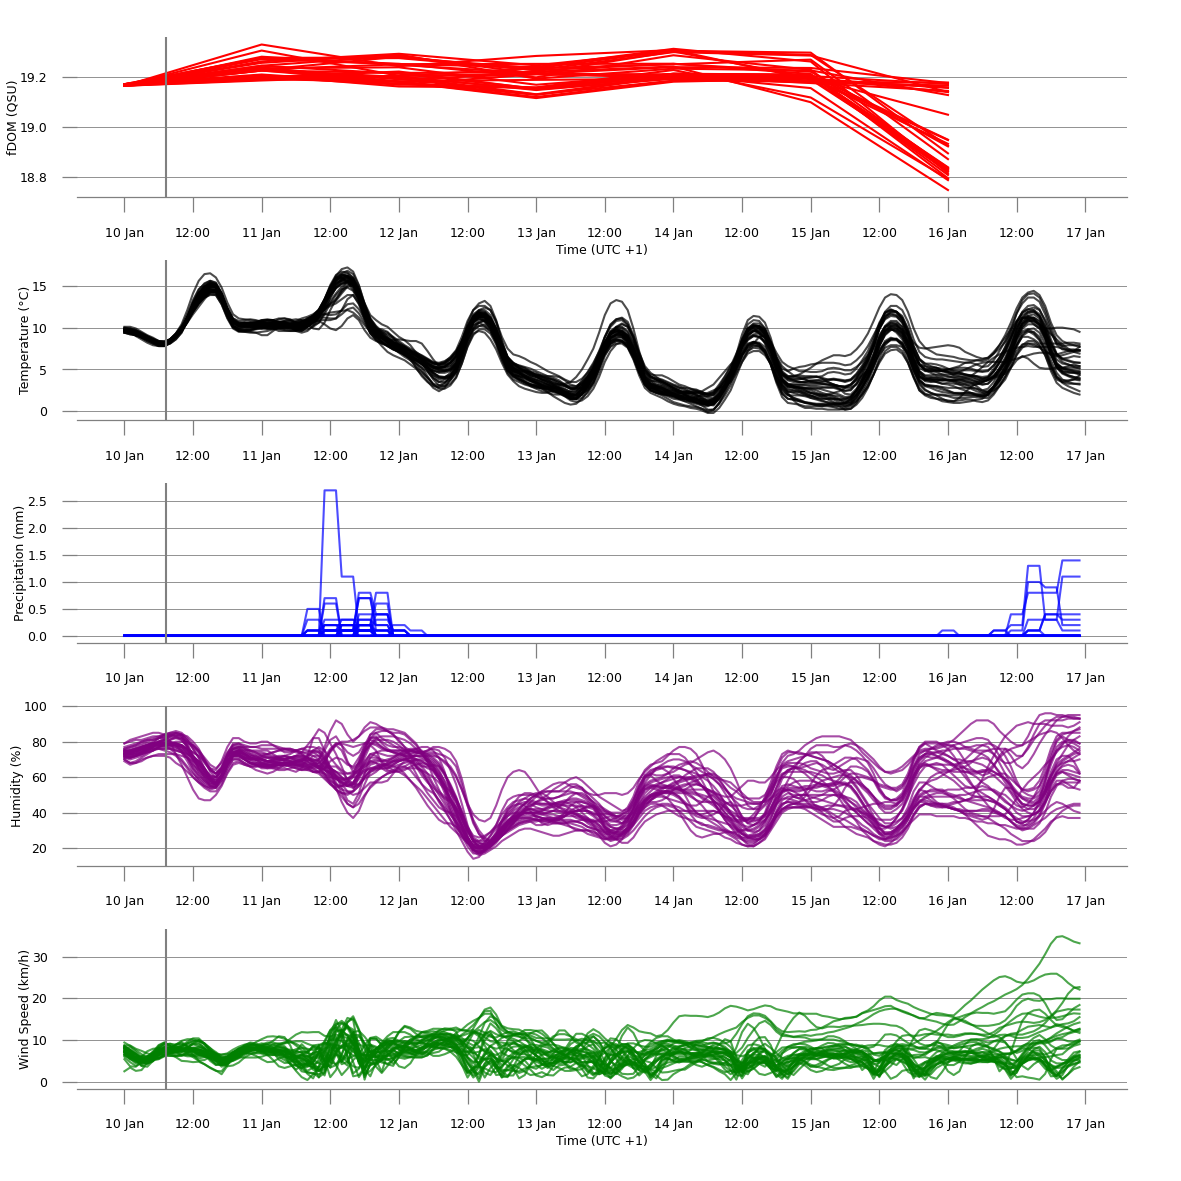 fDOM (QSU)
19.2
19.0
18.8
10 Jan 12:00 11 Jan 12:00 12 Jan 12:00 13 Jan 12:00 14 Jan 12:00 15 Jan 12:00 16 Jan 12:00 17 Jan
Time (UTC +1)
Temperature (°C)
15
10
5
0
10 Jan 12:00 11 Jan 12:00 12 Jan 12:00 13 Jan 12:00 14 Jan 12:00 15 Jan 12:00 16 Jan 12:00 17 Jan
Precipitation (mm)
2.5
2.0
1.5
1.0
0.5
0.0
10 Jan 12:00 11 Jan 12:00 12 Jan 12:00 13 Jan 12:00 14 Jan 12:00 15 Jan 12:00 16 Jan 12:00 17 Jan
Humidity (%)
100
80
60
40
20
10 Jan 12:00 11 Jan 12:00 12 Jan 12:00 13 Jan 12:00 14 Jan 12:00 15 Jan 12:00 16 Jan 12:00 17 Jan
Wind Speed (km/h)
30
20
10
0
10 Jan 12:00 11 Jan 12:00 12 Jan 12:00 13 Jan 12:00 14 Jan 12:00 15 Jan 12:00 16 Jan 12:00 17 Jan
Time (UTC +1)